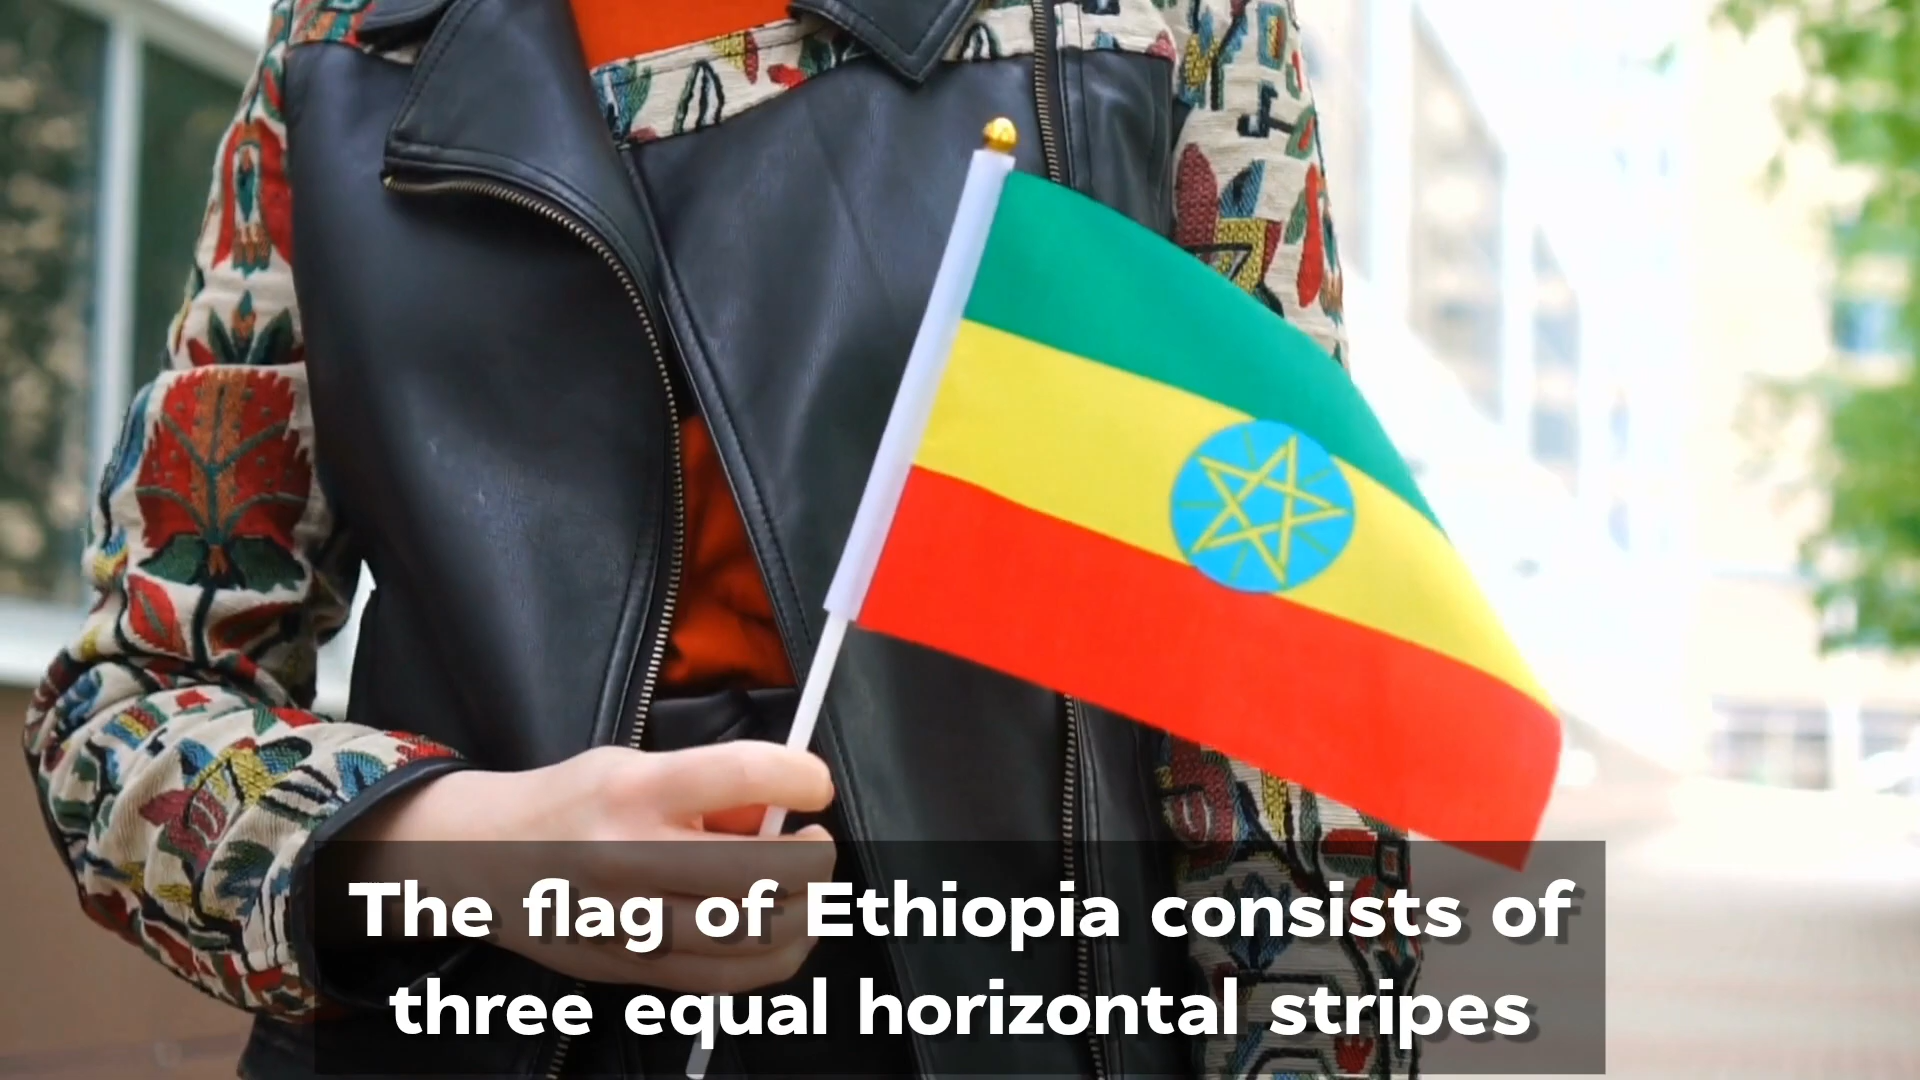 The flag of Ethiopia consists of
three equal horizontal stripes